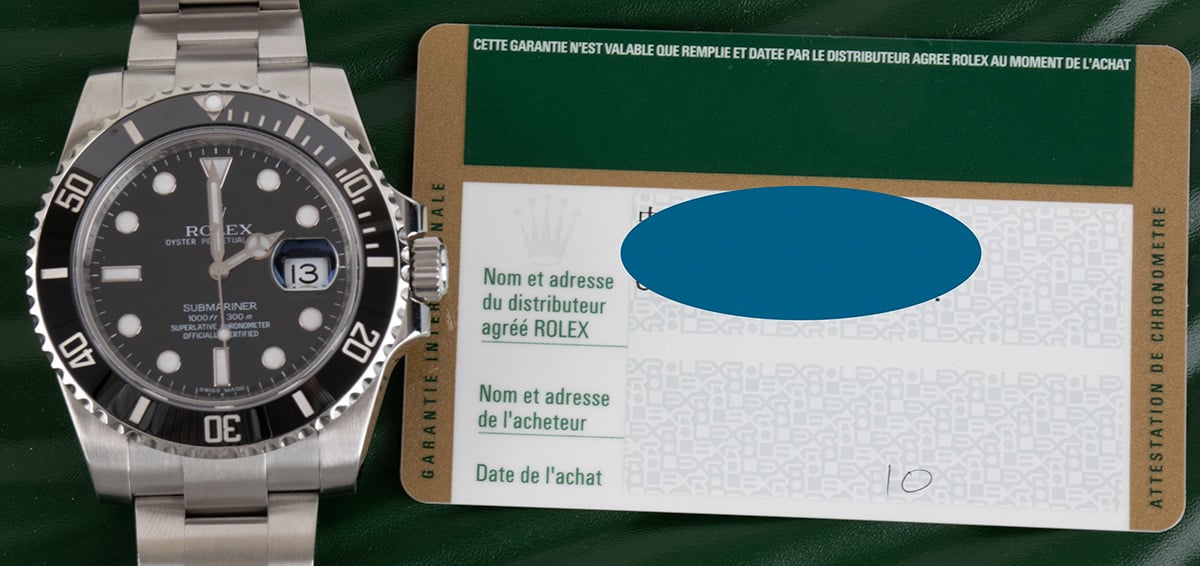 ROLEX
OYSTER PERPETUAL
13
SUBMARINER
1000ft = 300m
SUPERLATIVE CHRONOMETER
OFFICIALLY CERTIFIED
SWISS MADE
10
20
30
40
50
CETTE GARANTIE N'EST VALABLE QUE REMPLIE ET DATEE PAR LE DISTRIBUTEUR AGREE ROLEX AU MOMENT DE L'ACHAT
Nom et adresse
du distributeur
agréé ROLEX
Nom et adresse
de l'acheteur
Date de l'achat
10
ATTESTATION DE CHRONOMETRE
GARANTIE INTER NALE